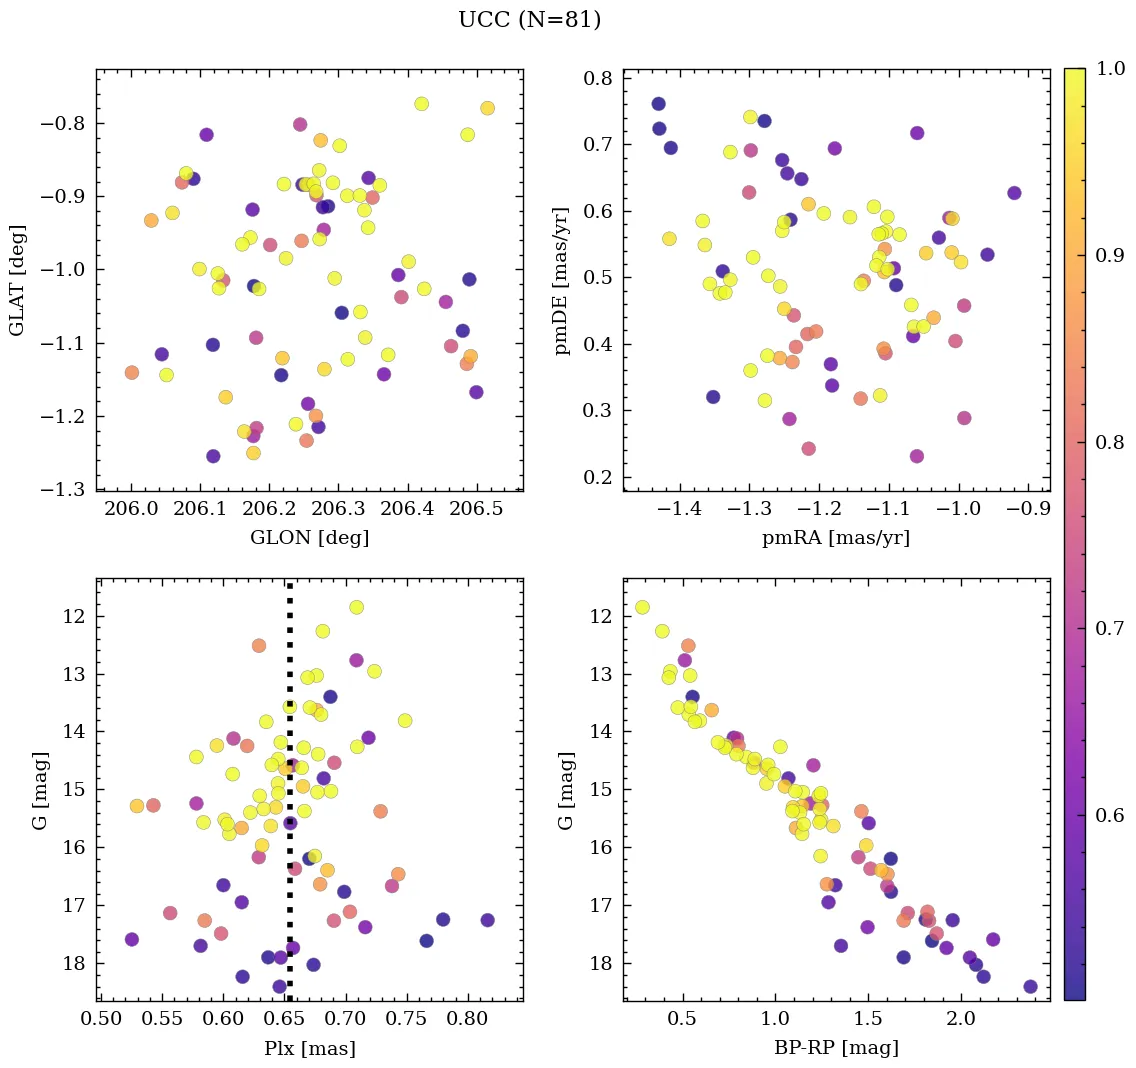 UCC (N=81)
−0.8
−0.9
−1.0
−1.1
−1.2
−1.3
GLAT [deg]
206.0 206.1 206.2 206.3 206.4 206.5
GLON [deg]
0.8
0.7
0.6
0.5
0.4
0.3
0.2
pmDE [mas/yr]
−1.4 −1.3 −1.2 −1.1 −1.0 −0.9
pmRA [mas/yr]
1.0
0.9
0.8
0.7
0.6
12
13
14
15
16
17
18
G [mag]
0.50 0.55 0.60 0.65 0.70 0.75 0.80
Plx [mas]
12
13
14
15
16
17
18
G [mag]
0.5 1.0 1.5 2.0
BP-RP [mag]